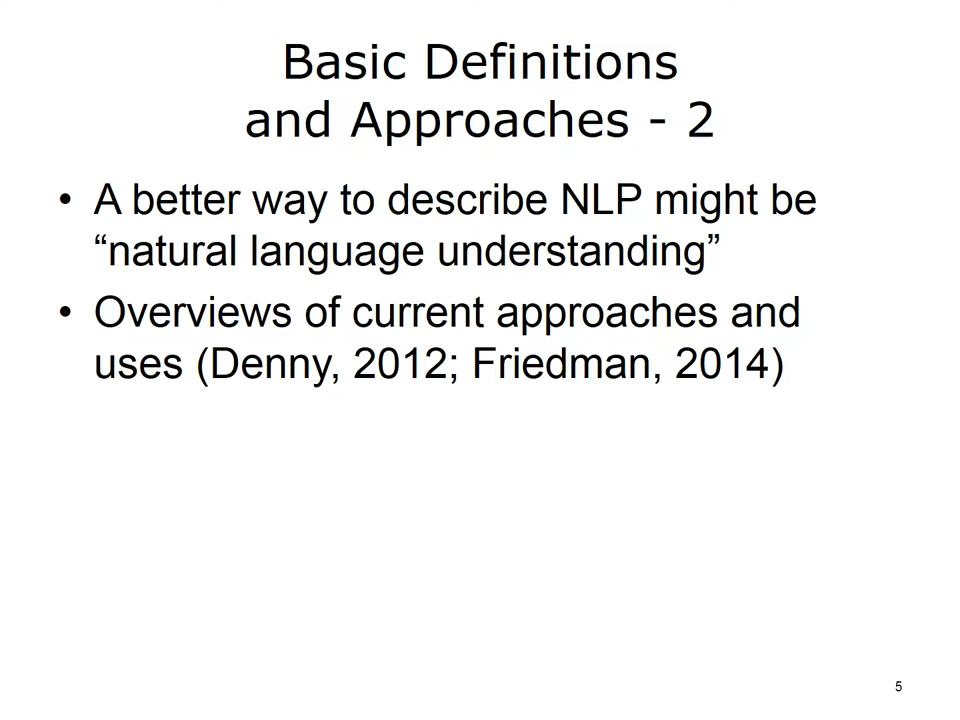 Basic Definitions
and Approaches - 2
• A better way to describe NLP might be
“natural language understanding”
• Overviews of current approaches and
uses (Denny, 2012; Friedman, 2014)
5